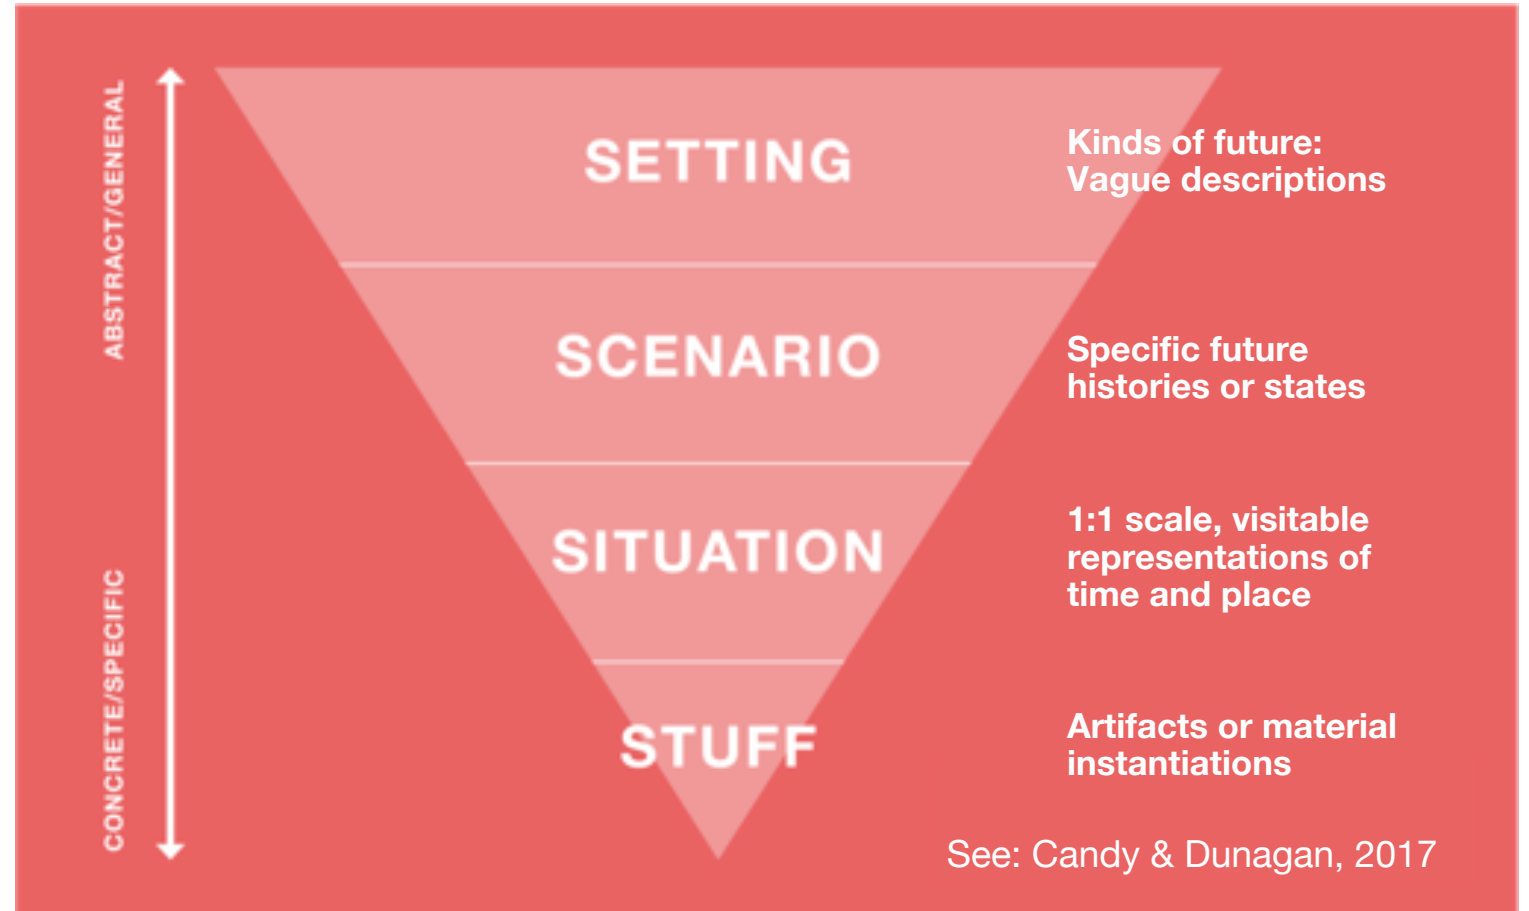 ABSTRACT/GENERAL
CONCRETE/SPECIFIC
SETTING
Kinds of future:
Vague descriptions
SCENARIO
Specific future
histories or states
SITUATION
1:1 scale, visitable
representations of
time and place
STUFF
Artifacts or material
instantiations
See: Candy & Dunagan, 2017